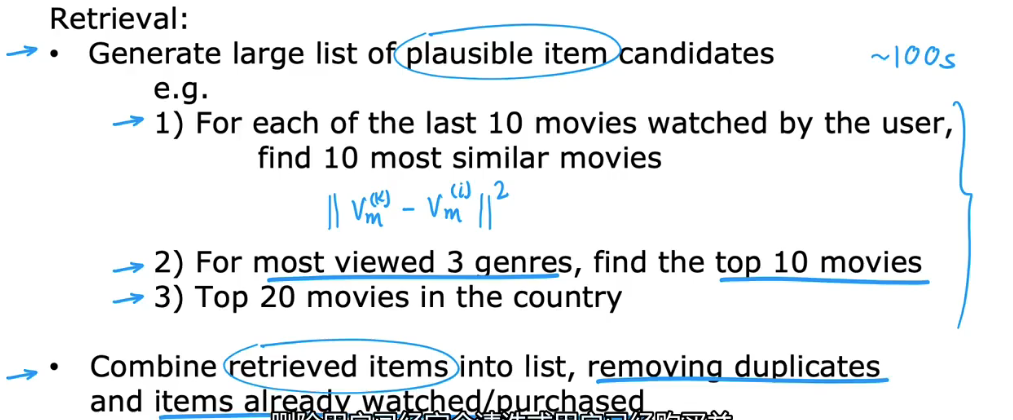 Retrieval:
→ • Generate large list of plausible item candidates ~100s
e.g.
→ 1) For each of the last 10 movies watched by the user,
find 10 most similar movies
|| Vm^(k) - Vm^(i) ||²
→ 2) For most viewed 3 genres, find the top 10 movies
→ 3) Top 20 movies in the country
→ • Combine retrieved items into list, removing duplicates
and items already watched/purchased